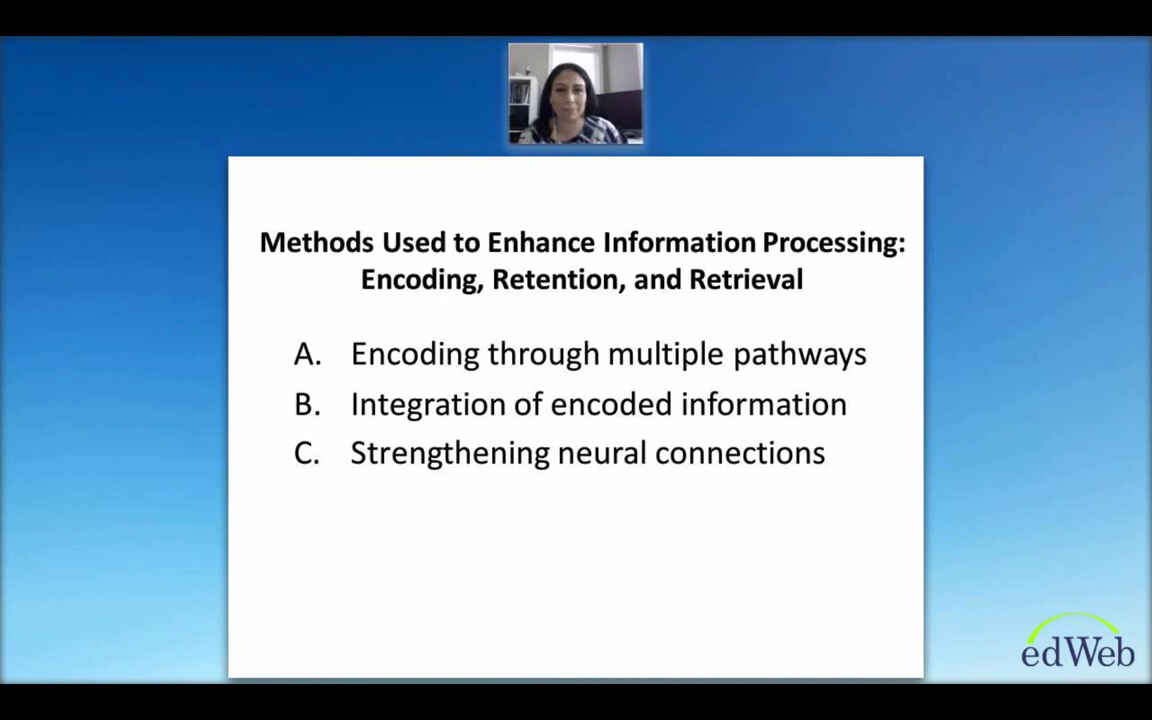 Methods Used to Enhance Information Processing:
Encoding, Retention, and Retrieval
A. Encoding through multiple pathways
B. Integration of encoded information
C. Strengthening neural connections
edWeb